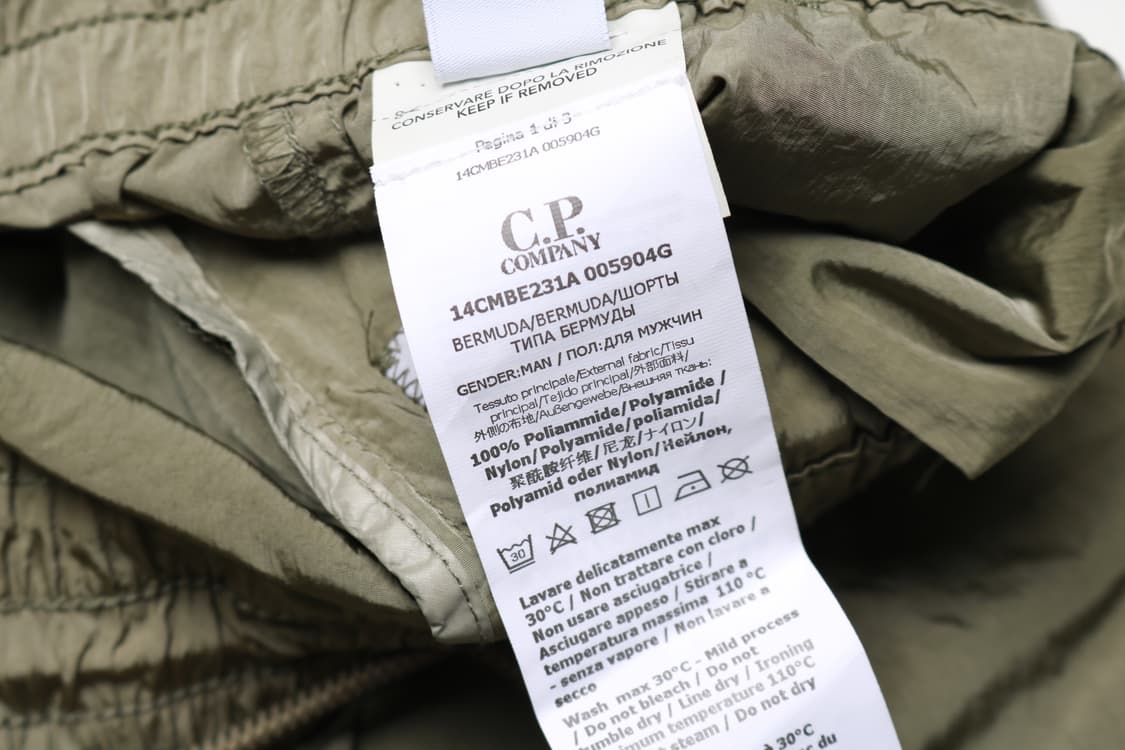 CONSERVARE DOPO LA RIMOZIONE
KEEP IF REMOVED
Pagina 1 di
14CMBE231A 005904G
C.P.
COMPANY
14CMBE231A 005904G
BERMUDA/BERMUDA/ШОРТЫ
ТИПА БЕРМУДЫ
GENDER:MAN / ПОЛ:ДЛЯ МУЖЧИН
Tessuto principale/External fabric/Tissu
principal/Tejido principal/外部面料/
外側の布地/Außengewebe/Внешняя ткань:
100% Poliammide/Polyamide /
Nylon/Polyamide/poliamida/
聚酰胺纤维/尼龙/ナイロン/
Polyamid oder Nylon/Нейлон,
полиамид
30
Lavare delicatamente max
30°C / Non trattare con cloro /
Non usare asciugatrice /
Asciugare appeso / Stirare a
temperatura massima 110 °C
- senza vapore / Non lavare a
secco
Wash max 30°C - Mild process
/ Do not bleach / Do not
tumble dry / Line dry / Ironing
temperature 110°C
steam / Do not dry
à 30°C
du